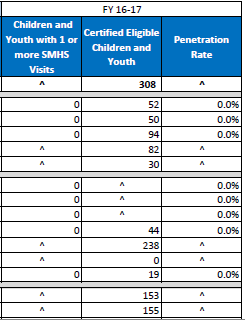 FY 16-17
Children and Youth with 1 or more SMHS Visits Certified Eligible Children and Youth Penetration Rate
^ 308 ^
0 52 0.0%
0 50 0.0%
0 94 0.0%
^ 82 ^
^ 30 ^
0 ^ 0.0%
0 ^ 0.0%
0 ^ 0.0%
0 44 0.0%
^ 238 ^
^ 0 ^
0 19 0.0%
^ 153 ^
^ 155 ^